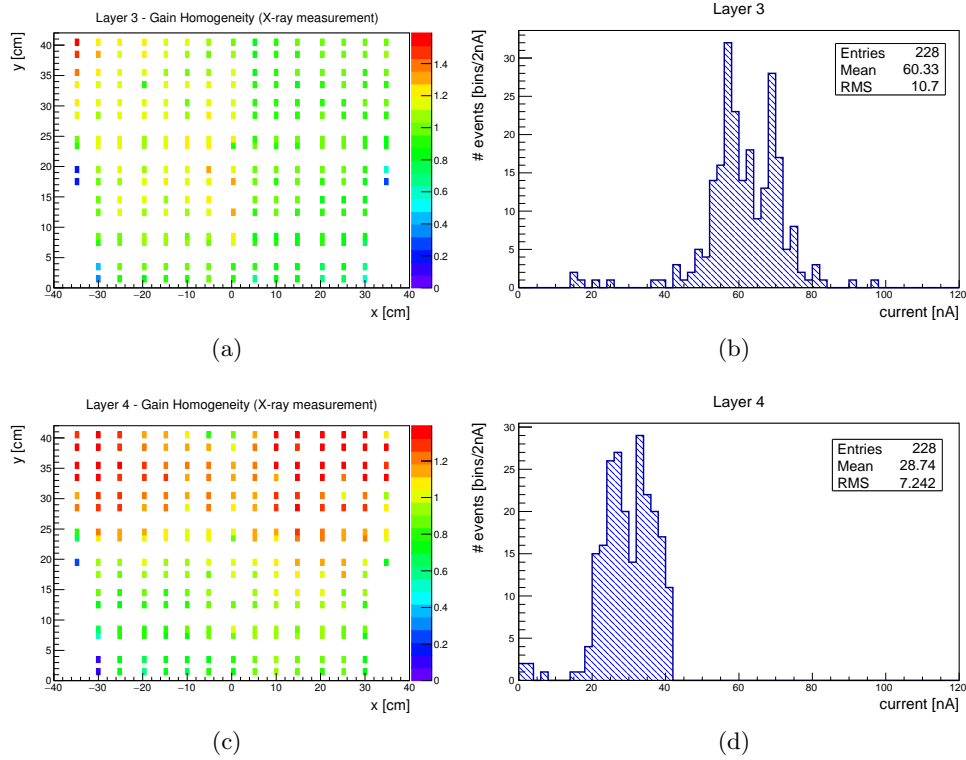 Layer 3 - Gain Homogeneity (X-ray measurement)
y [cm]
40
35
30
25
20
15
10
5
0
−40 −30 −20 −10 0 10 20 30 40
x [cm]
1.4
1.2
1
0.8
0.6
0.4
0.2
0
(a)
Layer 3
# events [bins/2nA]
30
25
20
15
10
5
0
0 20 40 60 80 100 120
current [nA]
Entries 228
Mean 60.33
RMS 10.7
(b)
Layer 4 - Gain Homogeneity (X-ray measurement)
y [cm]
40
35
30
25
20
15
10
5
0
−40 −30 −20 −10 0 10 20 30 40
x [cm]
1.2
1
0.8
0.6
0.4
0.2
0
(c)
Layer 4
# events [bins/2nA]
30
25
20
15
10
5
0
0 20 40 60 80 100 120
current [nA]
Entries 228
Mean 28.74
RMS 7.242
(d)